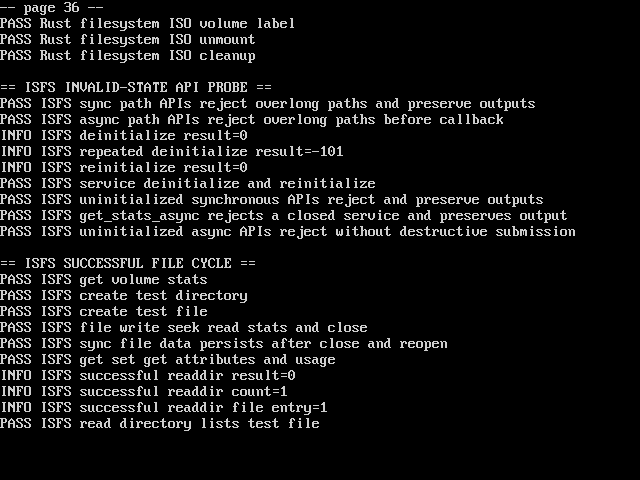 -- page 36 --
PASS Rust filesystem ISO volume label
PASS Rust filesystem ISO unmount
PASS Rust filesystem ISO cleanup
== ISFS INVALID-STATE API PROBE ==
PASS ISFS sync path APIs reject overlong paths and preserve outputs
PASS ISFS async path APIs reject overlong paths before callback
INFO ISFS deinitialize result=0
INFO ISFS repeated deinitialize result=-101
INFO ISFS reinitialize result=0
PASS ISFS service deinitialize and reinitialize
PASS ISFS uninitialized synchronous APIs reject and preserve outputs
PASS ISFS get_stats_async rejects a closed service and preserves output
PASS ISFS uninitialized async APIs reject without destructive submission
== ISFS SUCCESSFUL FILE CYCLE ==
PASS ISFS get volume stats
PASS ISFS create test directory
PASS ISFS create test file
PASS ISFS file write seek read stats and close
PASS ISFS sync file data persists after close and reopen
PASS ISFS get set get attributes and usage
INFO ISFS successful readdir result=0
INFO ISFS successful readdir count=1
INFO ISFS successful readdir file entry=1
PASS ISFS read directory lists test file